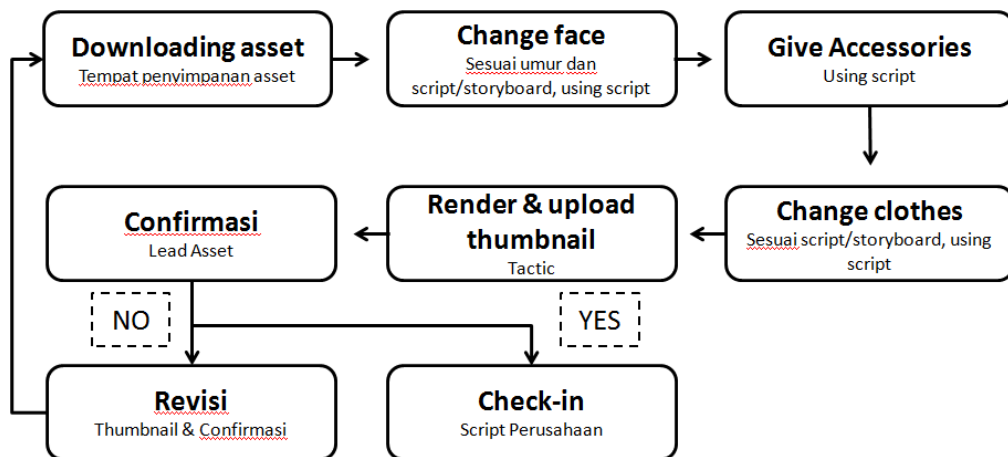 Downloading asset
Tempat penyimpanan asset
Change face
Sesuai umur dan
script/storyboard, using script
Give Accessories
Using script
Confirmasi
Lead Asset
Render & upload
thumbnail
Tactic
Change clothes
Sesuai script/storyboard, using
script
NO
YES
Revisi
Thumbnail & Confirmasi
Check-in
Script Perusahaan